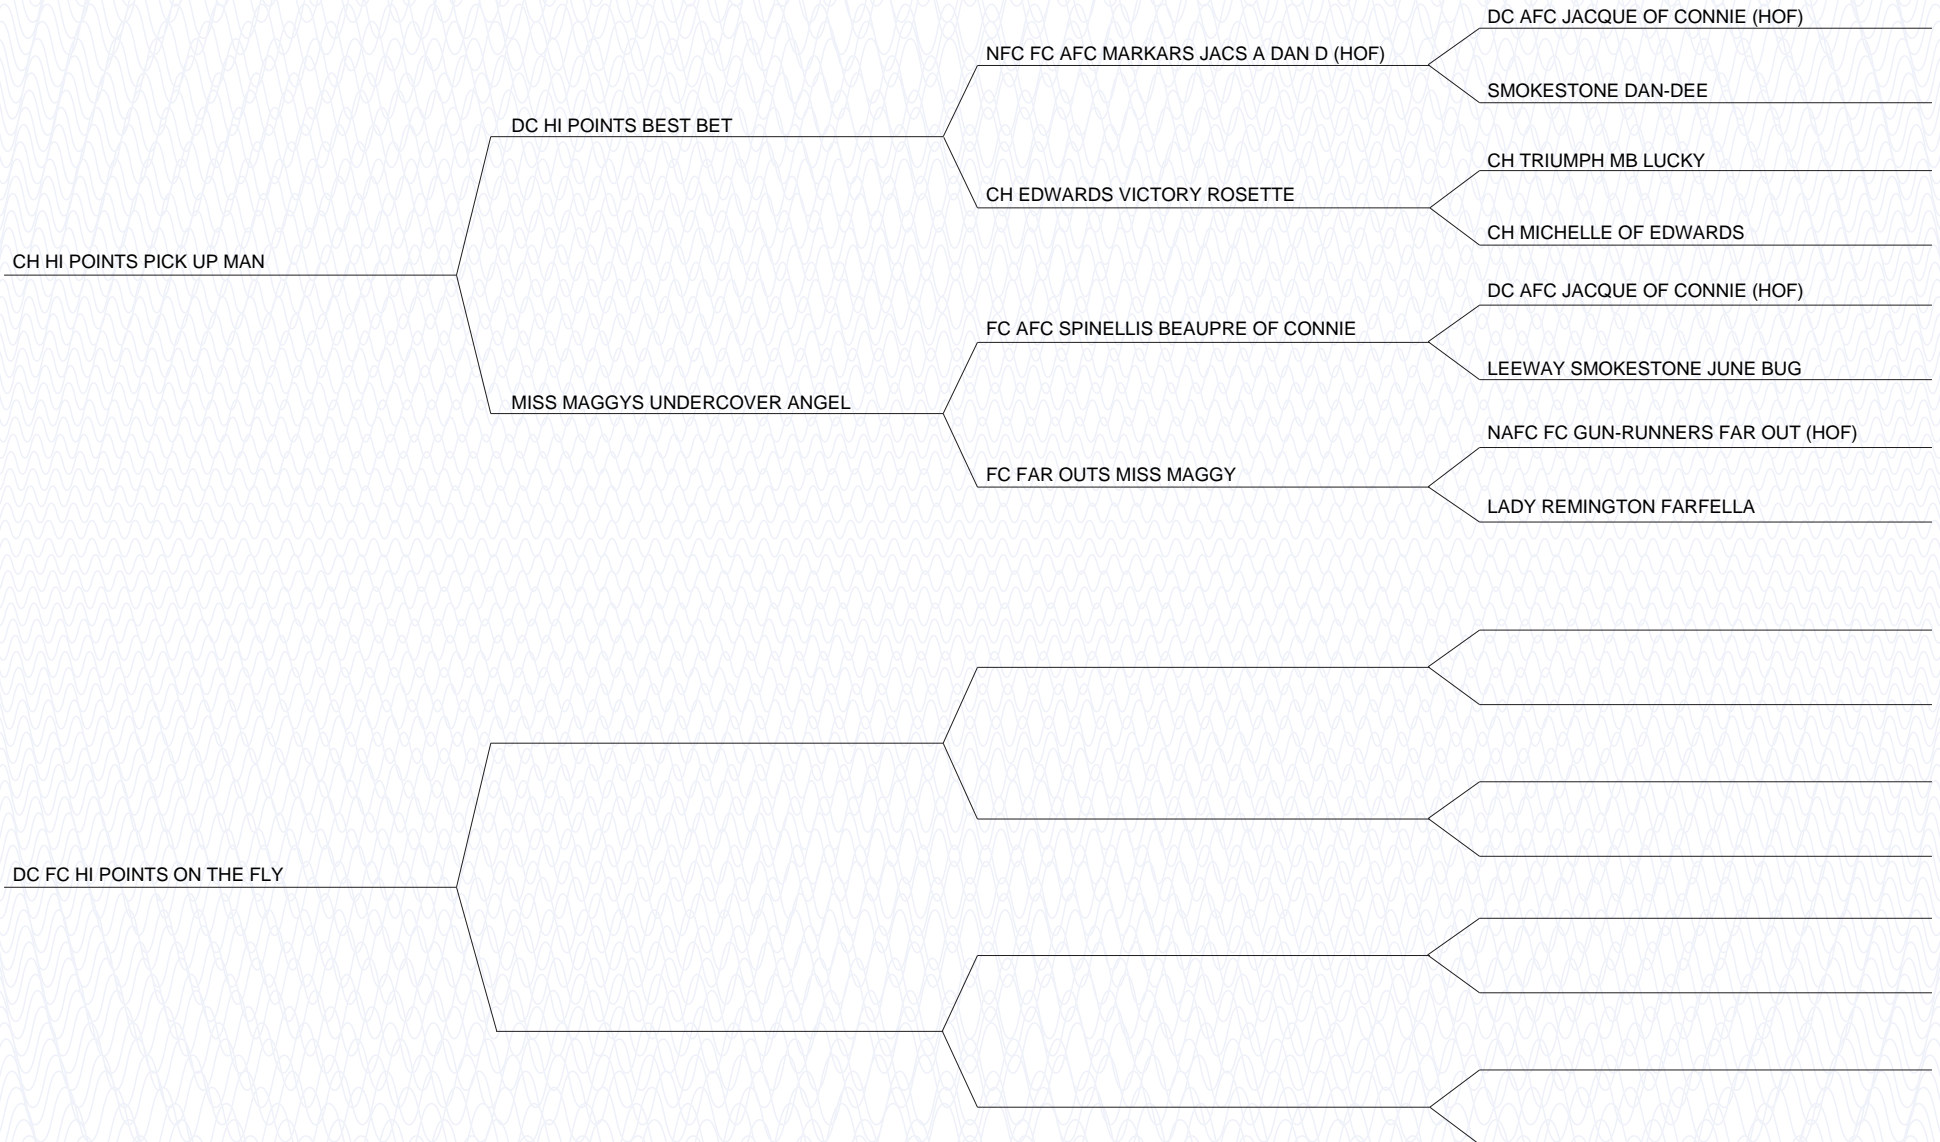 DC AFC JACQUE OF CONNIE (HOF)
NFC FC AFC MARKARS JACS A DAN D (HOF)
SMOKESTONE DAN-DEE
DC HI POINTS BEST BET
CH TRIUMPH MB LUCKY
CH EDWARDS VICTORY ROSETTE
CH MICHELLE OF EDWARDS
CH HI POINTS PICK UP MAN
DC AFC JACQUE OF CONNIE (HOF)
FC AFC SPINELLIS BEAUPRE OF CONNIE
LEEWAY SMOKESTONE JUNE BUG
MISS MAGGYS UNDERCOVER ANGEL
NAFC FC GUN-RUNNERS FAR OUT (HOF)
FC FAR OUTS MISS MAGGY
LADY REMINGTON FARFELLA
DC FC HI POINTS ON THE FLY